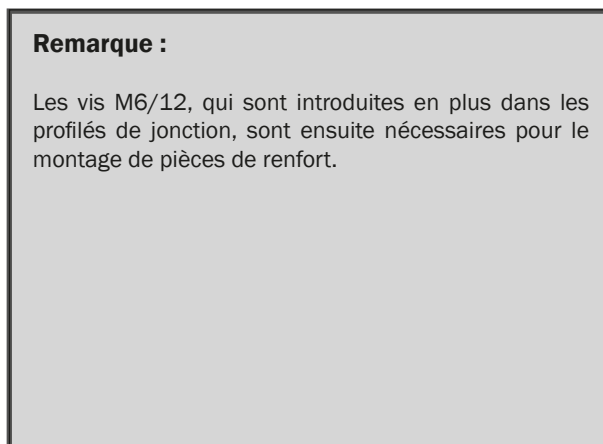 Remarque :
Les vis M6/12, qui sont introduites en plus dans les
profilés de jonction, sont ensuite nécessaires pour le
montage de pièces de renfort.